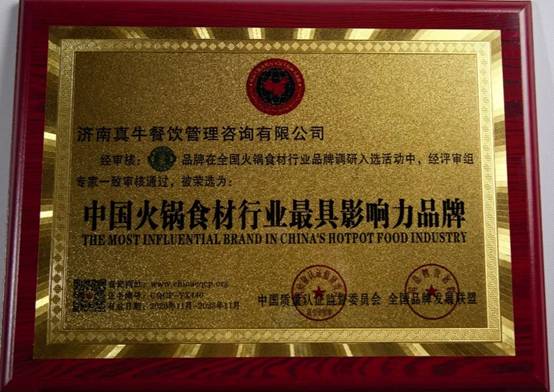 济南真牛餐饮管理咨询有限公司
经审核： 品牌在全国火锅食材行业品牌调研入选活动中，经评审组
专家一致审核通过，被荣选为：
中国火锅食材行业最具影响力品牌
THE MOST INFLUENTIAL BRAND IN CHINA'S HOTPOT FOOD INDUSTRY
中国质量认证监督管理委员会 全国品牌发展联盟